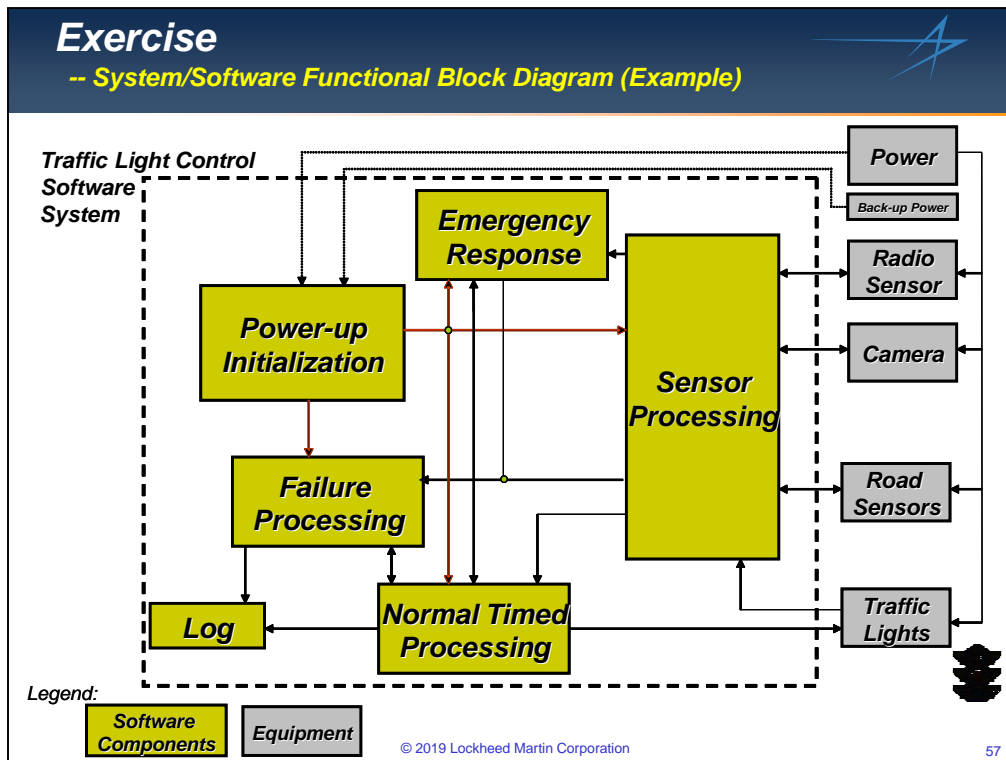 Exercise
-- System/Software Functional Block Diagram (Example)
Traffic Light Control
Software
System
Power
Back-up Power
Emergency
Response
Radio
Sensor
Power-up
Initialization
Camera
Sensor
Processing
Failure
Processing
Road
Sensors
Log
Normal Timed
Processing
Traffic
Lights
Legend:
Software
Components
Equipment
© 2019 Lockheed Martin Corporation
57